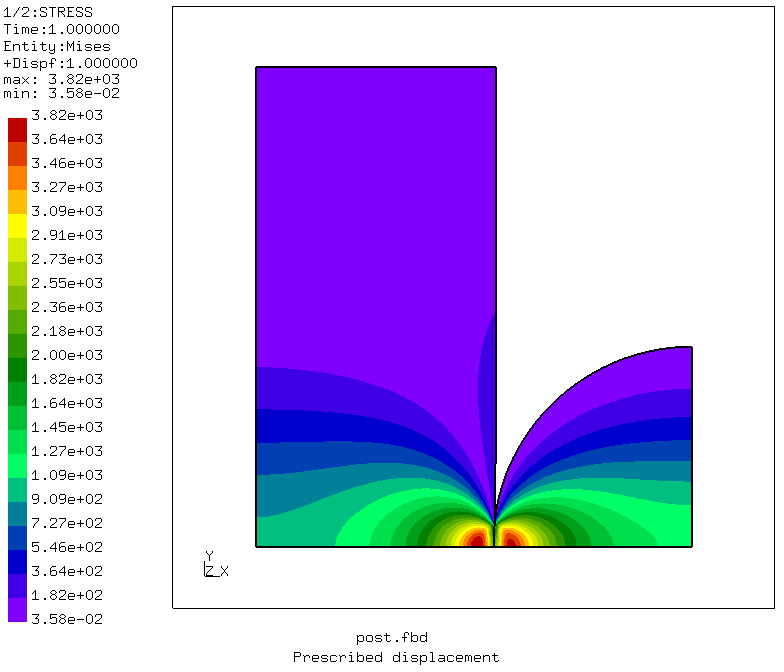 1/2:STRESS
Time:1.000000
Entity:Mises
+Dispf:1.000000
max: 3.82e+03
min: 3.58e-02
3.82e+03
3.64e+03
3.46e+03
3.27e+03
3.09e+03
2.91e+03
2.73e+03
2.55e+03
2.36e+03
2.18e+03
2.00e+03
1.82e+03
1.64e+03
1.45e+03
1.27e+03
1.09e+03
9.09e+02
7.27e+02
5.46e+02
3.64e+02
1.82e+02
3.58e-02
Y
Z X
post.fbd
Prescribed displacement